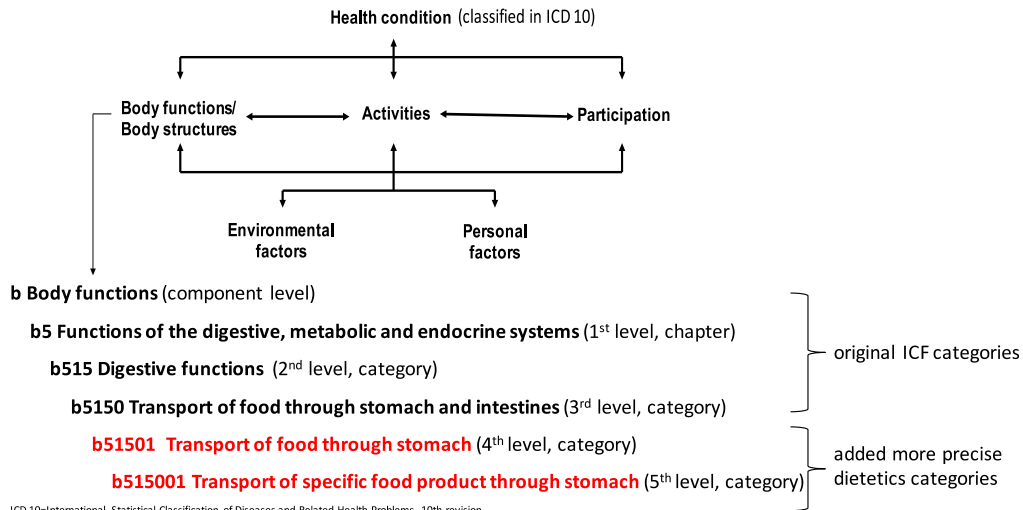 Health condition (classified in ICD 10)
Body functions/
Body structures
Activities
Participation
Environmental
factors
Personal
factors
b Body functions (component level)
b5 Functions of the digestive, metabolic and endocrine systems (1st level, chapter)
b515 Digestive functions (2nd level, category)
b5150 Transport of food through stomach and intestines (3rd level, category)
original ICF categories
b51501 Transport of food through stomach (4th level, category)
b515001 Transport of specific food product through stomach (5th level, category)
added more precise
dietetics categories
ICD 10=International Statistical Classification of Diseases and Related Health Problems, 10th revision